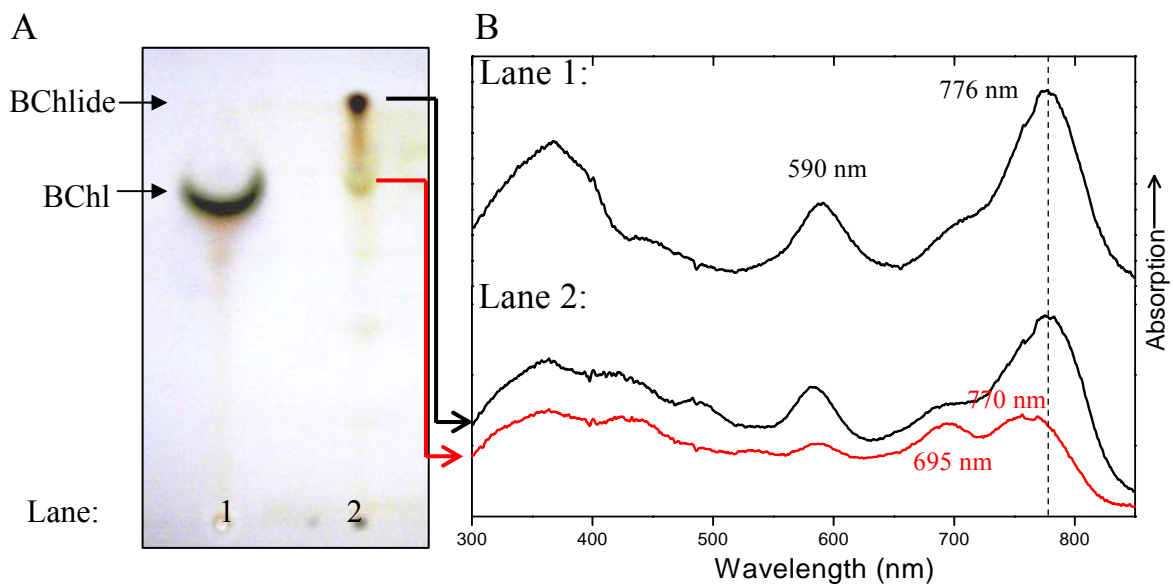 A
BChlide
BChl
Lane: 1 2
B
Lane 1:
776 nm
590 nm
Lane 2:
770 nm
695 nm
Absorption
300 400 500 600 700 800
Wavelength (nm)